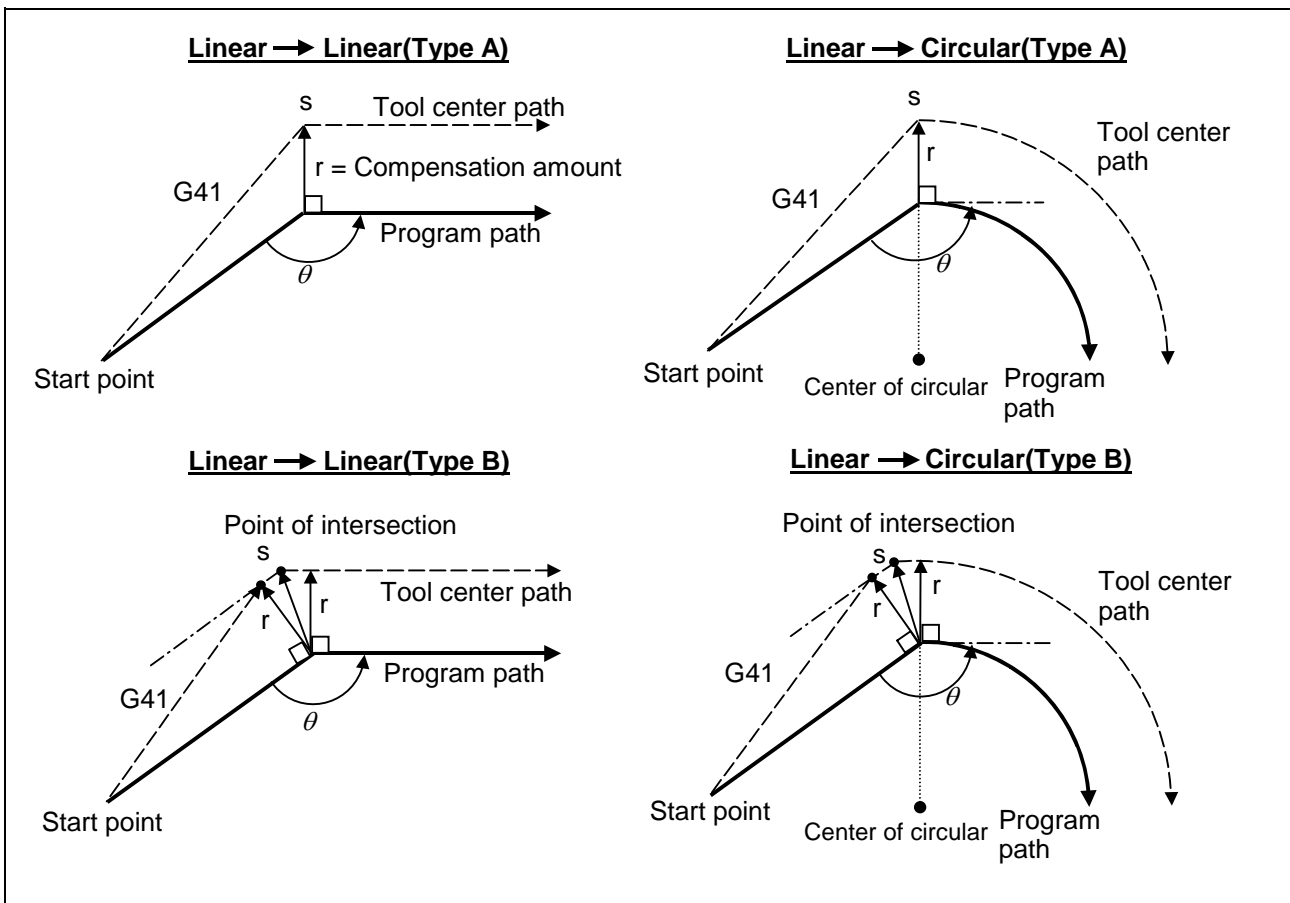 Linear → Linear(Type A)
s
Tool center path
r = Compensation amount
G41
Program path
θ
Start point
Linear → Circular(Type A)
s
Tool center
path
r
G41
θ
Start point
Center of circular
Program
path
Linear → Linear(Type B)
Point of intersection
s
Tool center path
r
r
Program path
G41
θ
Start point
Linear → Circular(Type B)
Point of intersection
s
Tool center
path
r
r
G41
θ
Start point
Center of circular
Program
path